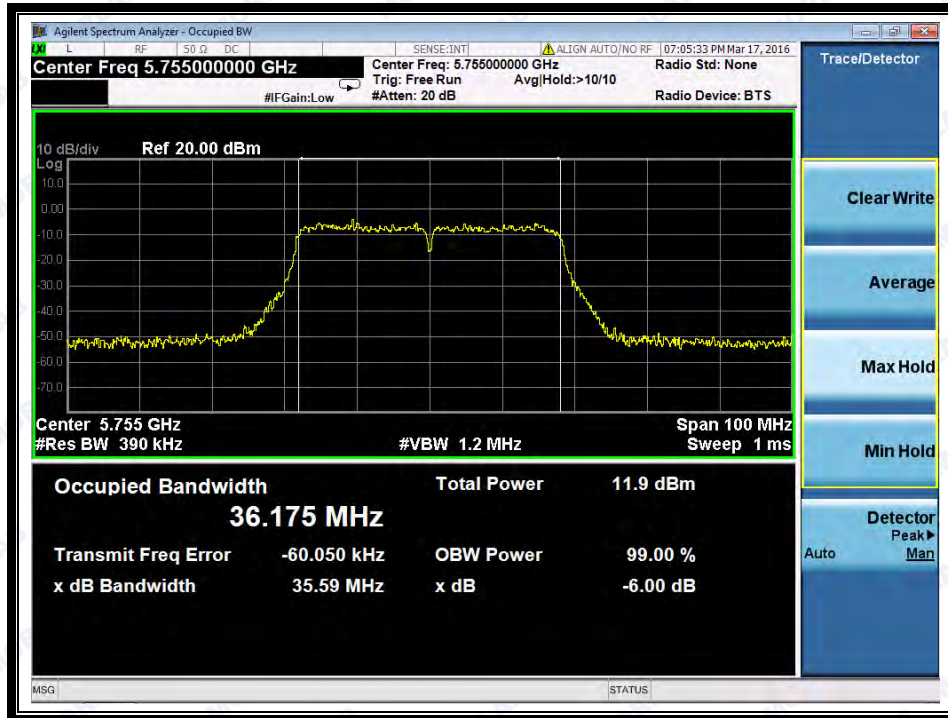 Agilent Spectrum Analyzer - Occupied BW
LXI L RF 50 Ω DC SENSE:INT ALIGN AUTO/NO RF 07:05:33 PM Mar 17, 2016
Center Freq 5.755000000 GHz
Center Freq: 5.755000000 GHz Radio Std: None
Trig: Free Run Avg|Hold:>10/10
#IFGain:Low #Atten: 20 dB Radio Device: BTS
Trace/Detector
10 dB/div Ref 20.00 dBm
Log
10.0
0.00
-10.0
-20.0
-30.0
-40.0
-50.0
-60.0
-70.0
Center 5.755 GHz Span 100 MHz
#Res BW 390 kHz #VBW 1.2 MHz Sweep 1 ms
Occupied Bandwidth Total Power 11.9 dBm
36.175 MHz
Transmit Freq Error -60.050 kHz OBW Power 99.00 %
x dB Bandwidth 35.59 MHz x dB -6.00 dB
Clear Write
Average
Max Hold
Min Hold
Detector
Peak▶
Auto Man
MSG STATUS